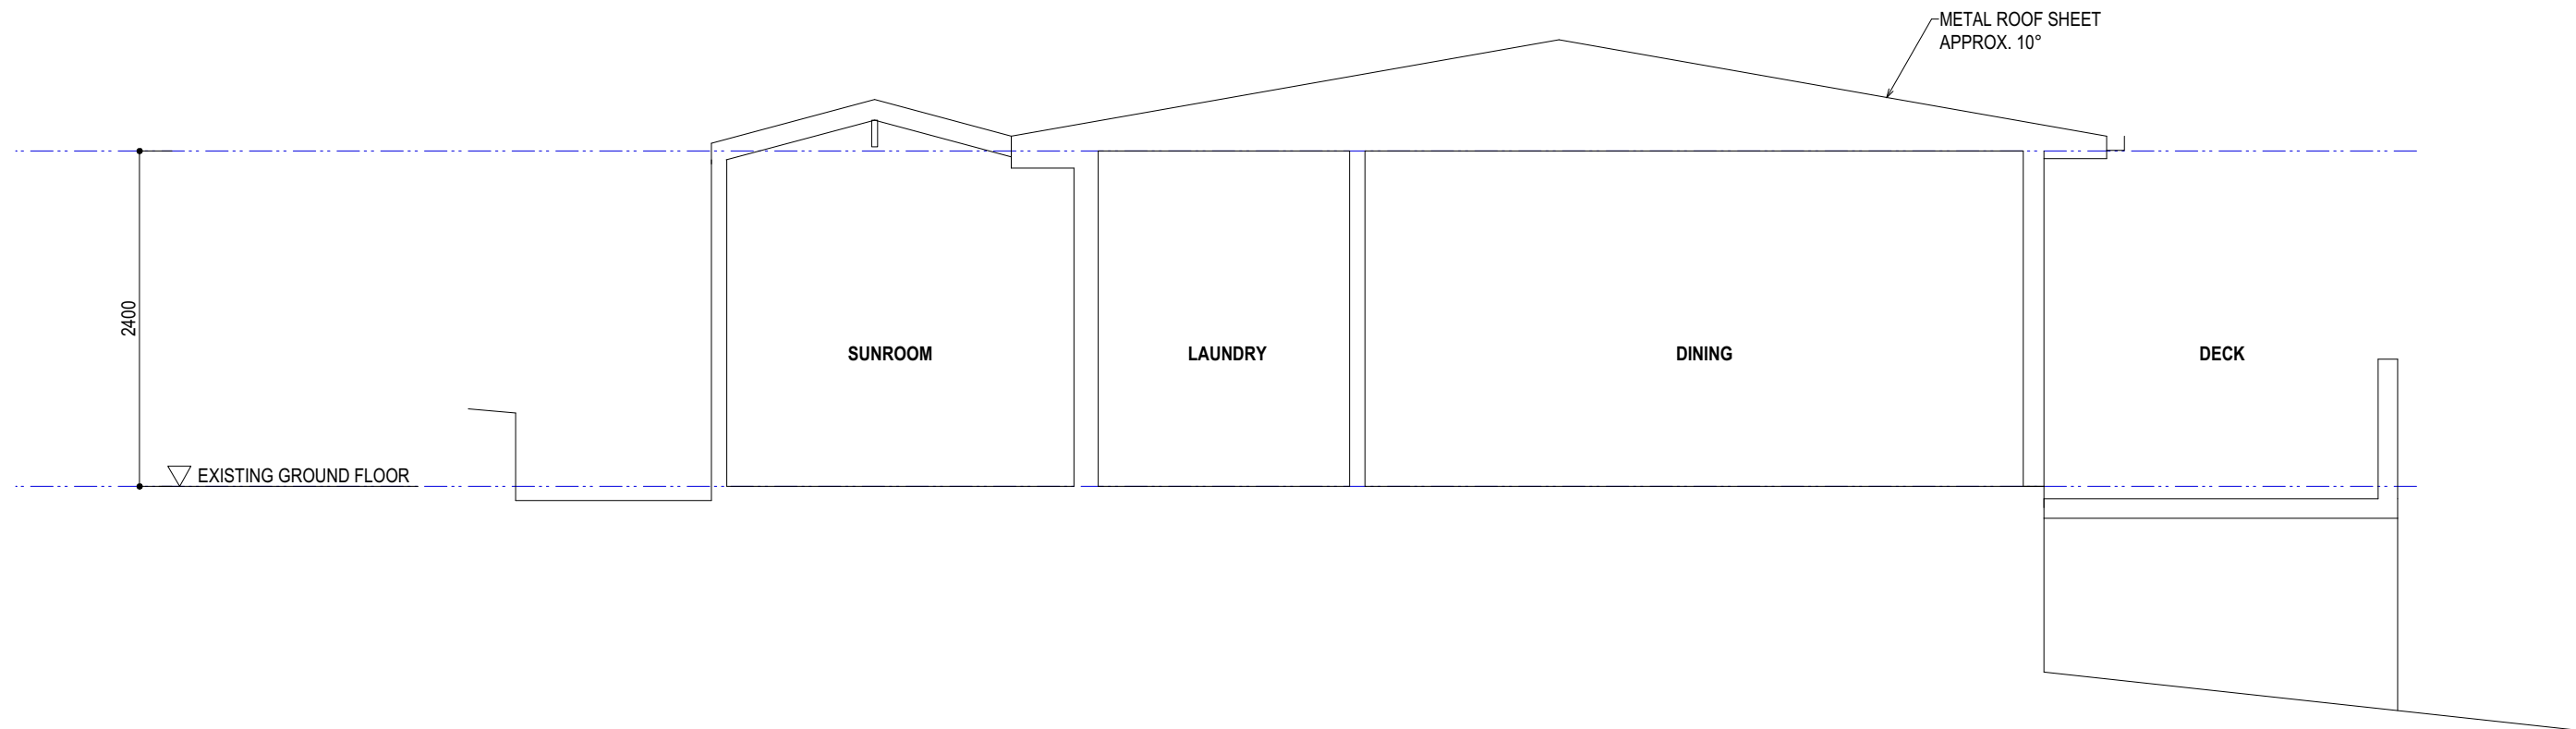 METAL ROOF SHEET
APPROX. 10°
2400
SUNROOM
LAUNDRY
DINING
DECK
EXISTING GROUND FLOOR